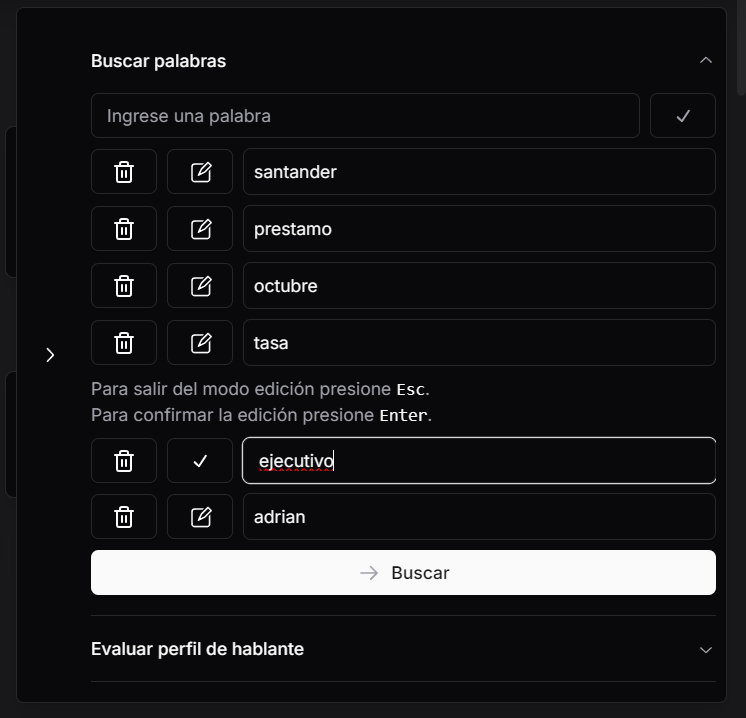 Buscar palabras
Ingrese una palabra
santander
prestamo
octubre
tasa
Para salir del modo edición presione Esc.
Para confirmar la edición presione Enter.
ejecutivo
adrian
Buscar
Evaluar perfil de hablante